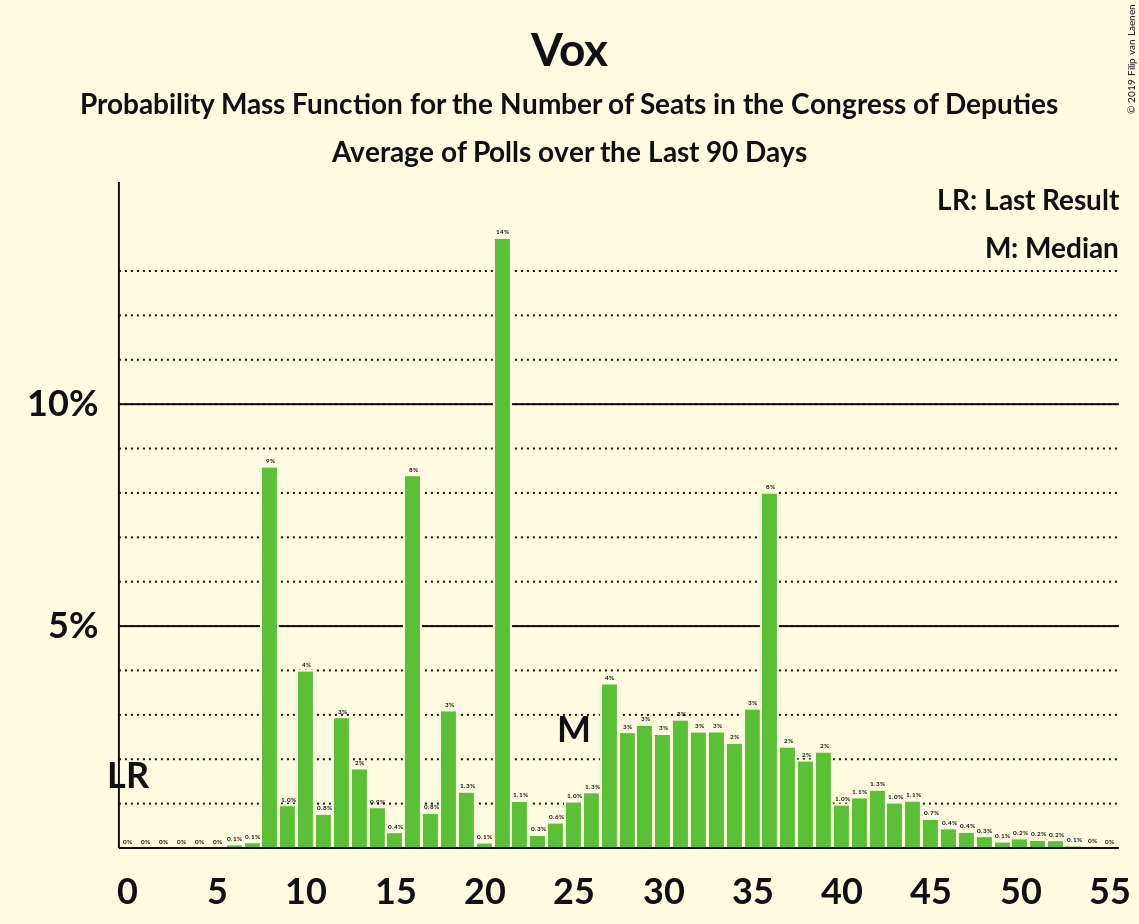 Vox
Probability Mass Function for the Number of Seats in the Congress of Deputies
Average of Polls over the Last 90 Days
© 2019 Filip van Laenen
LR: Last Result
M: Median
10%
5%
LR
M
0% 0% 0% 0% 0% 0% 0.1% 0.1% 9% 1.0% 4% 0.8% 3% 2% 0.9% 0.4% 8% 0.8% 3% 1.3% 0.1% 14% 1.1% 0.3% 0.6% 1.0% 1.3% 4% 3% 3% 3% 3% 3% 3% 2% 3% 8% 2% 2% 2% 1.0% 1.1% 1.3% 1.0% 1.1% 0.7% 0.4% 0.4% 0.3% 0.1% 0.2% 0.2% 0.2% 0.1% 0% 0%
0 5 10 15 20 25 30 35 40 45 50 55